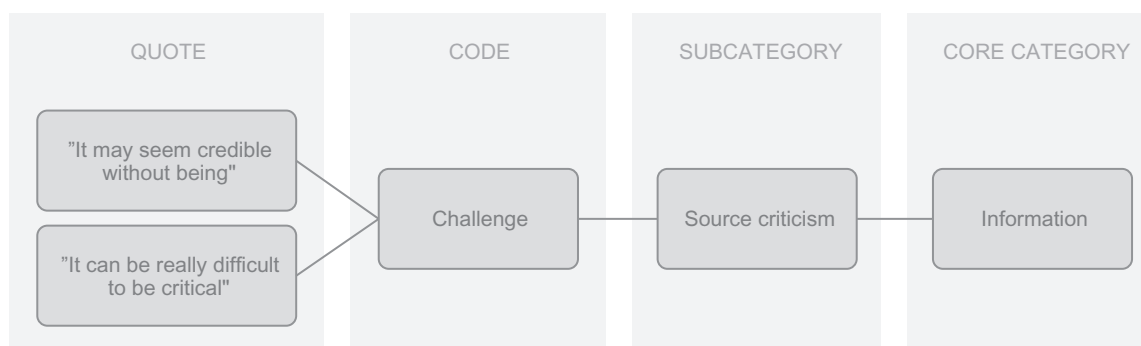 QUOTE
CODE
SUBCATEGORY
CORE CATEGORY
”It may seem credible
without being"
”It can be really difficult
to be critical"
Challenge
Source criticism
Information